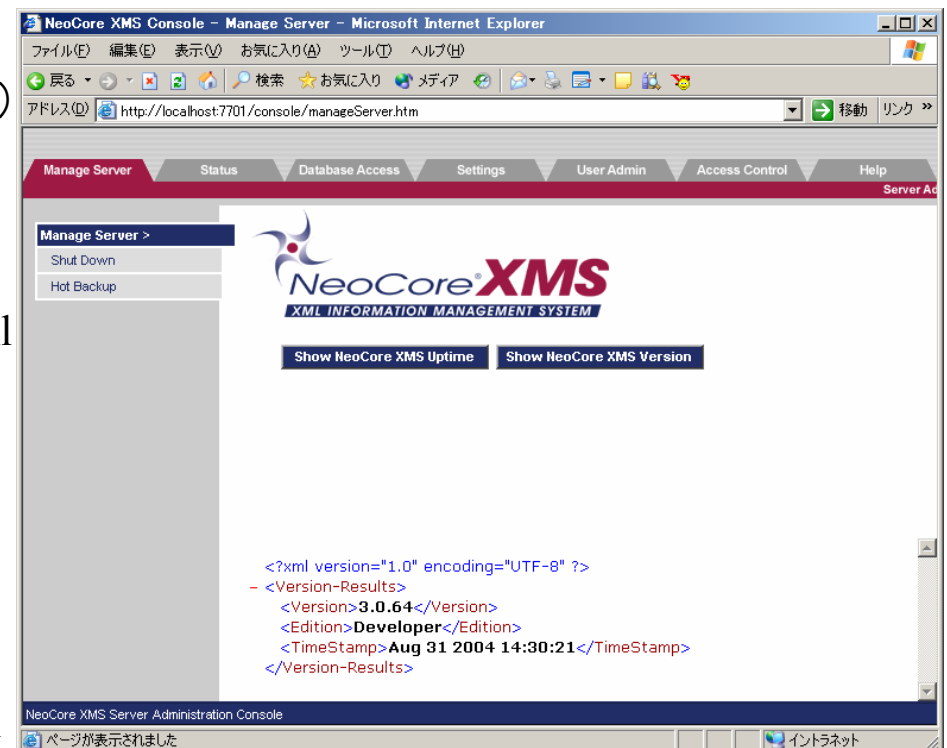 NeoCore XMS Console - Manage Server - Microsoft Internet Explorer
ファイル(F) 編集(E) 表示(V) お気に入り(A) ツール(T) ヘルプ(H)
戻る 検索 お気に入り メディア
アドレス(D) http://localhost:7701/console/manageServer.htm 移動 リンク »
Manage Server Status Database Access Settings User Admin Access Control Help
Server Ad
Manage Server >
Shut Down
Hot Backup
NeoCore XMS
XML INFORMATION MANAGEMENT SYSTEM
Show NeoCore XMS Uptime Show NeoCore XMS Version
<?xml version="1.0" encoding="UTF-8" ?>
- <Version-Results>
<Version>3.0.64</Version>
<Edition>Developer</Edition>
<TimeStamp>Aug 31 2004 14:30:21</TimeStamp>
</Version-Results>
NeoCore XMS Server Administration Console
ページが表示されました イントラネット